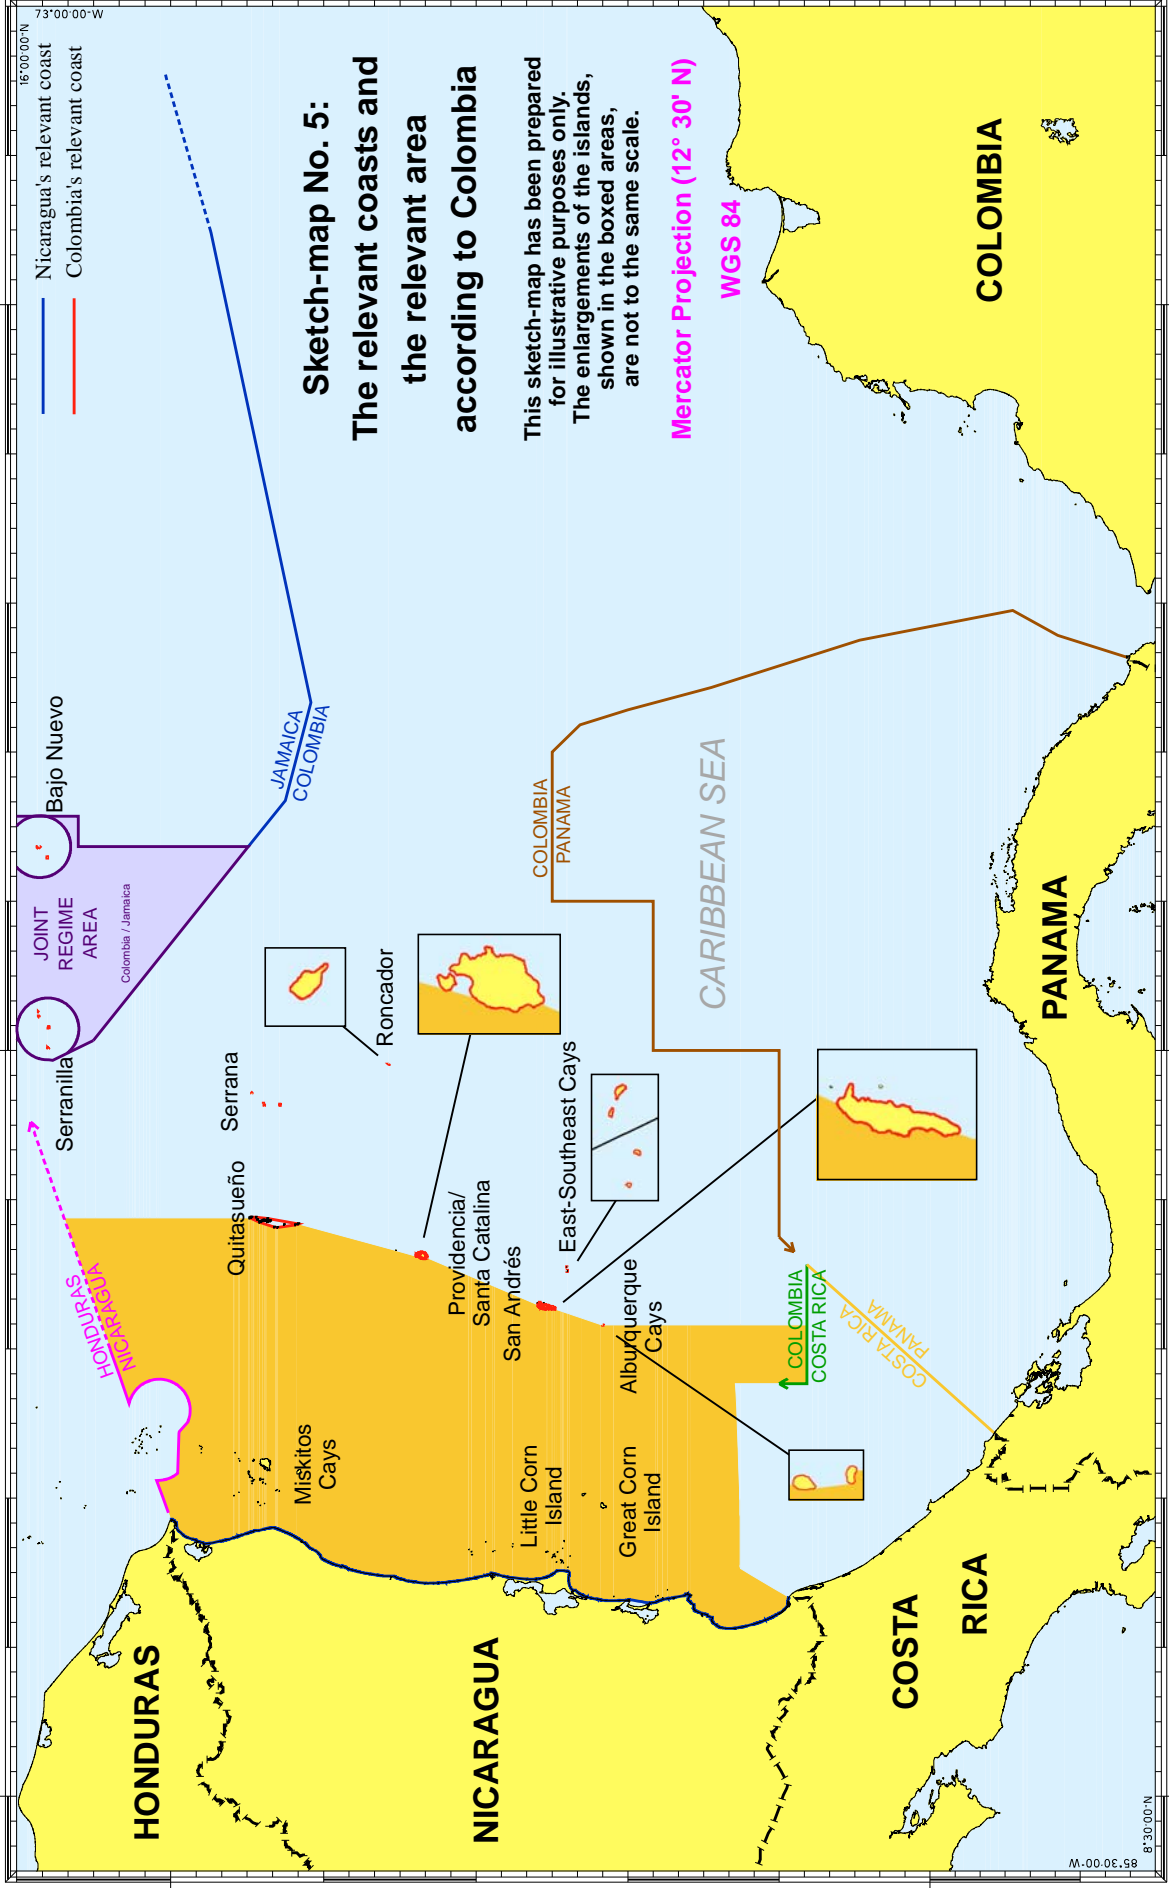 Sketch-map No. 5:
The relevant coasts and
the relevant area
according to Colombia
This sketch-map has been prepared
for illustrative purposes only.
The enlargements of the islands,
shown in the boxed areas,
are not to the same scale.
Mercator Projection (12° 30' N)
WGS 84
Nicaragua's relevant coast
Colombia's relevant coast
16°00'00"N
73°00'00"W
HONDURAS
NICARAGUA
COSTA
RICA
PANAMA
COLOMBIA
CARIBBEAN SEA
HONDURAS
NICARAGUA
JOINT
REGIME
AREA
Colombia / Jamaica
Serranilla
Bajo Nuevo
JAMAICA
COLOMBIA
Quitasueño
Serrana
Roncador
Providencia/
Santa Catalina
San Andrés
East-Southeast Cays
Alburquerque
Cays
Miskitos
Cays
Little Corn
Island
Great Corn
Island
COLOMBIA
PANAMA
COLOMBIA
COSTA RICA
COSTA RICA
PANAMA
85°30'00"W
8°30'00"N